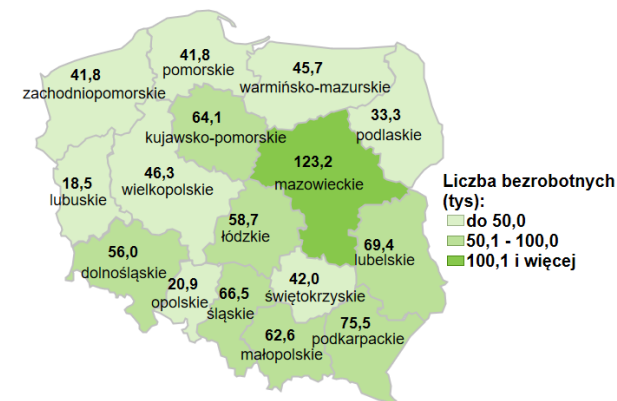 41,8
pomorskie
41,8
zachodniopomorskie
45,7
warmińsko-mazurskie
33,3
podlaskie
64,1
kujawsko-pomorskie
123,2
mazowieckie
46,3
wielkopolskie
18,5
lubuskie
58,7
łódzkie
69,4
lubelskie
56,0
dolnośląskie
20,9
opolskie
66,5
śląskie
42,0
świętokrzyskie
62,6
małopolskie
75,5
podkarpackie
Liczba bezrobotnych
(tys):
do 50,0
50,1 - 100,0
100,1 i więcej